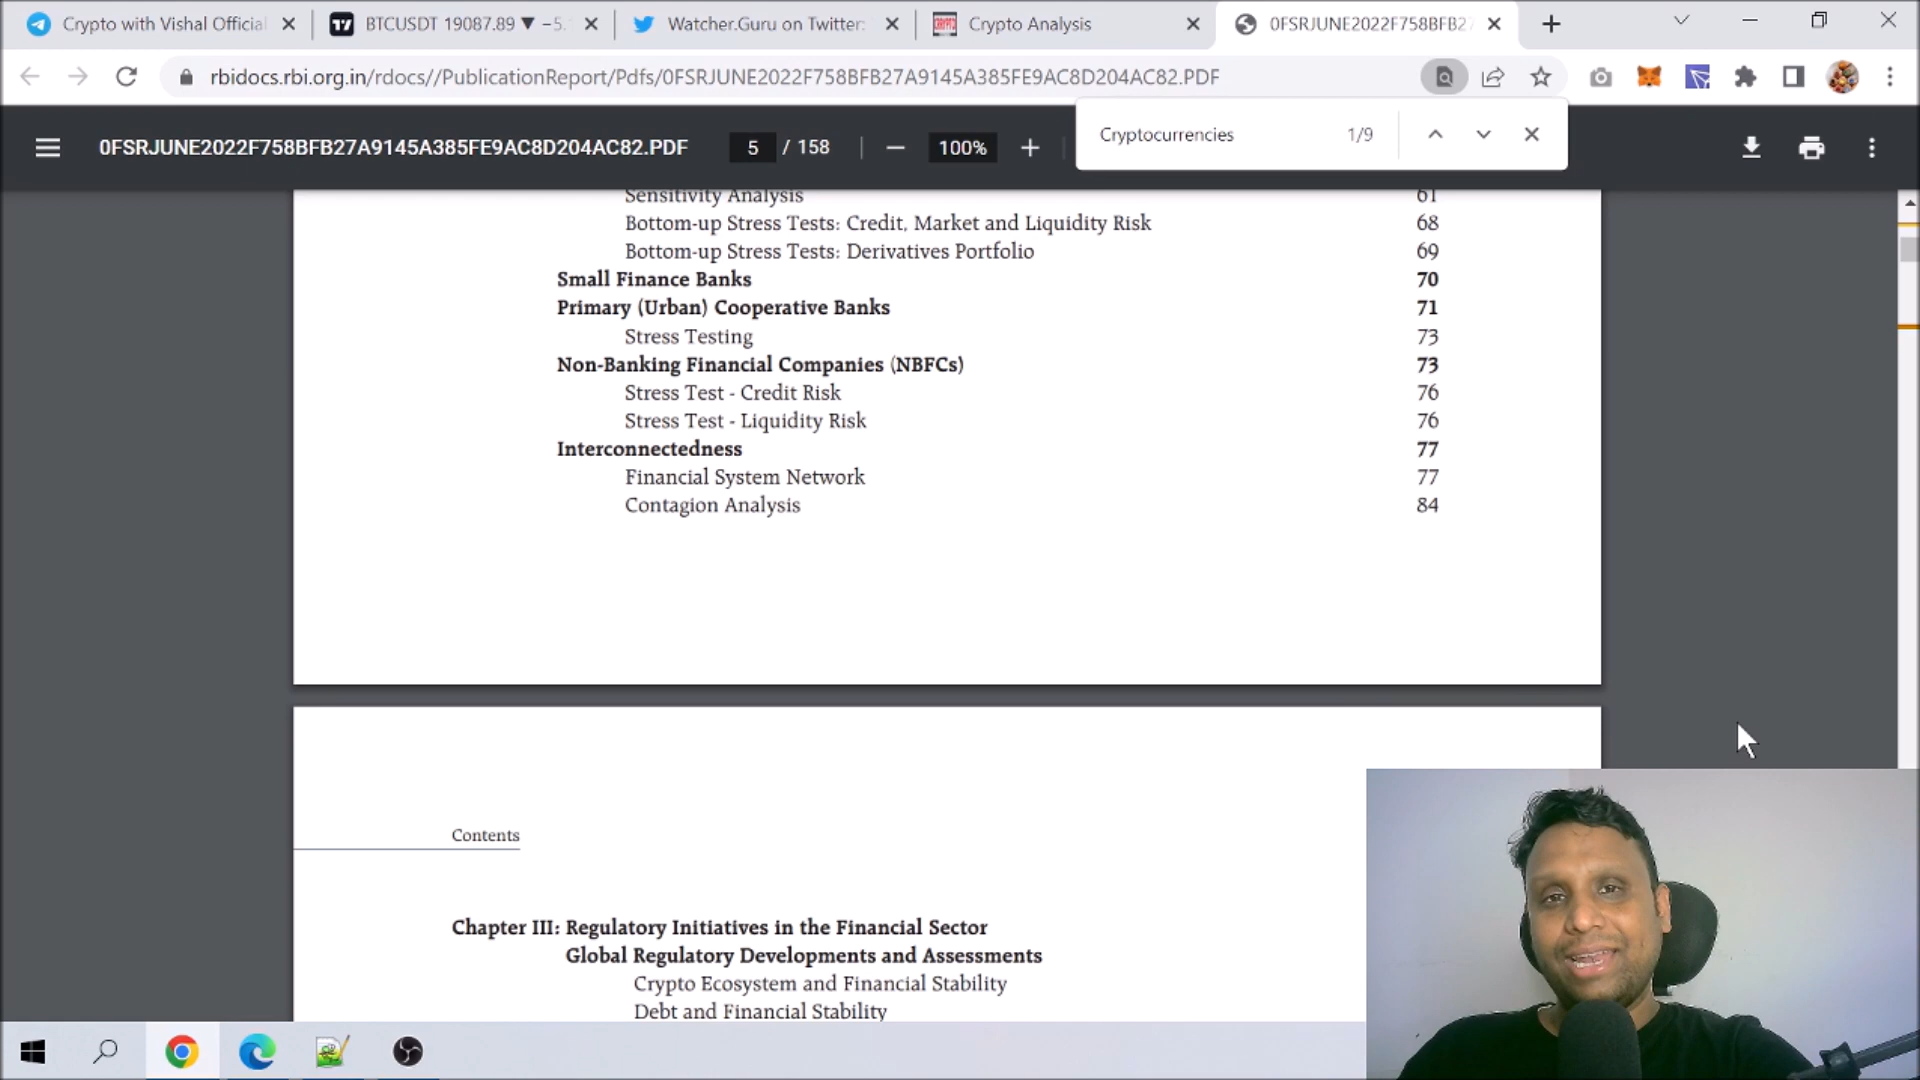 Crypto with Vishal Official
BTCUSDT 19087.89 ▼ −5.
Watcher.Guru on Twitter:
Crypto Analysis
0FSRJUNE2022F758BFB27
rbidocs.rbi.org.in/rdocs//PublicationReport/Pdfs/0FSRJUNE2022F758BFB27A9145A385FE9AC8D204AC82.PDF
Cryptocurrencies 1/9
0FSRJUNE2022F758BFB27A9145A385FE9AC8D204AC82.PDF 5 / 158 100%
Sensitivity Analysis 61
Bottom-up Stress Tests: Credit, Market and Liquidity Risk 68
Bottom-up Stress Tests: Derivatives Portfolio 69
Small Finance Banks 70
Primary (Urban) Cooperative Banks 71
Stress Testing 73
Non-Banking Financial Companies (NBFCs) 73
Stress Test - Credit Risk 76
Stress Test - Liquidity Risk 76
Interconnectedness 77
Financial System Network 77
Contagion Analysis 84
Contents
Chapter III: Regulatory Initiatives in the Financial Sector
Global Regulatory Developments and Assessments
Crypto Ecosystem and Financial Stability
Debt and Financial Stability